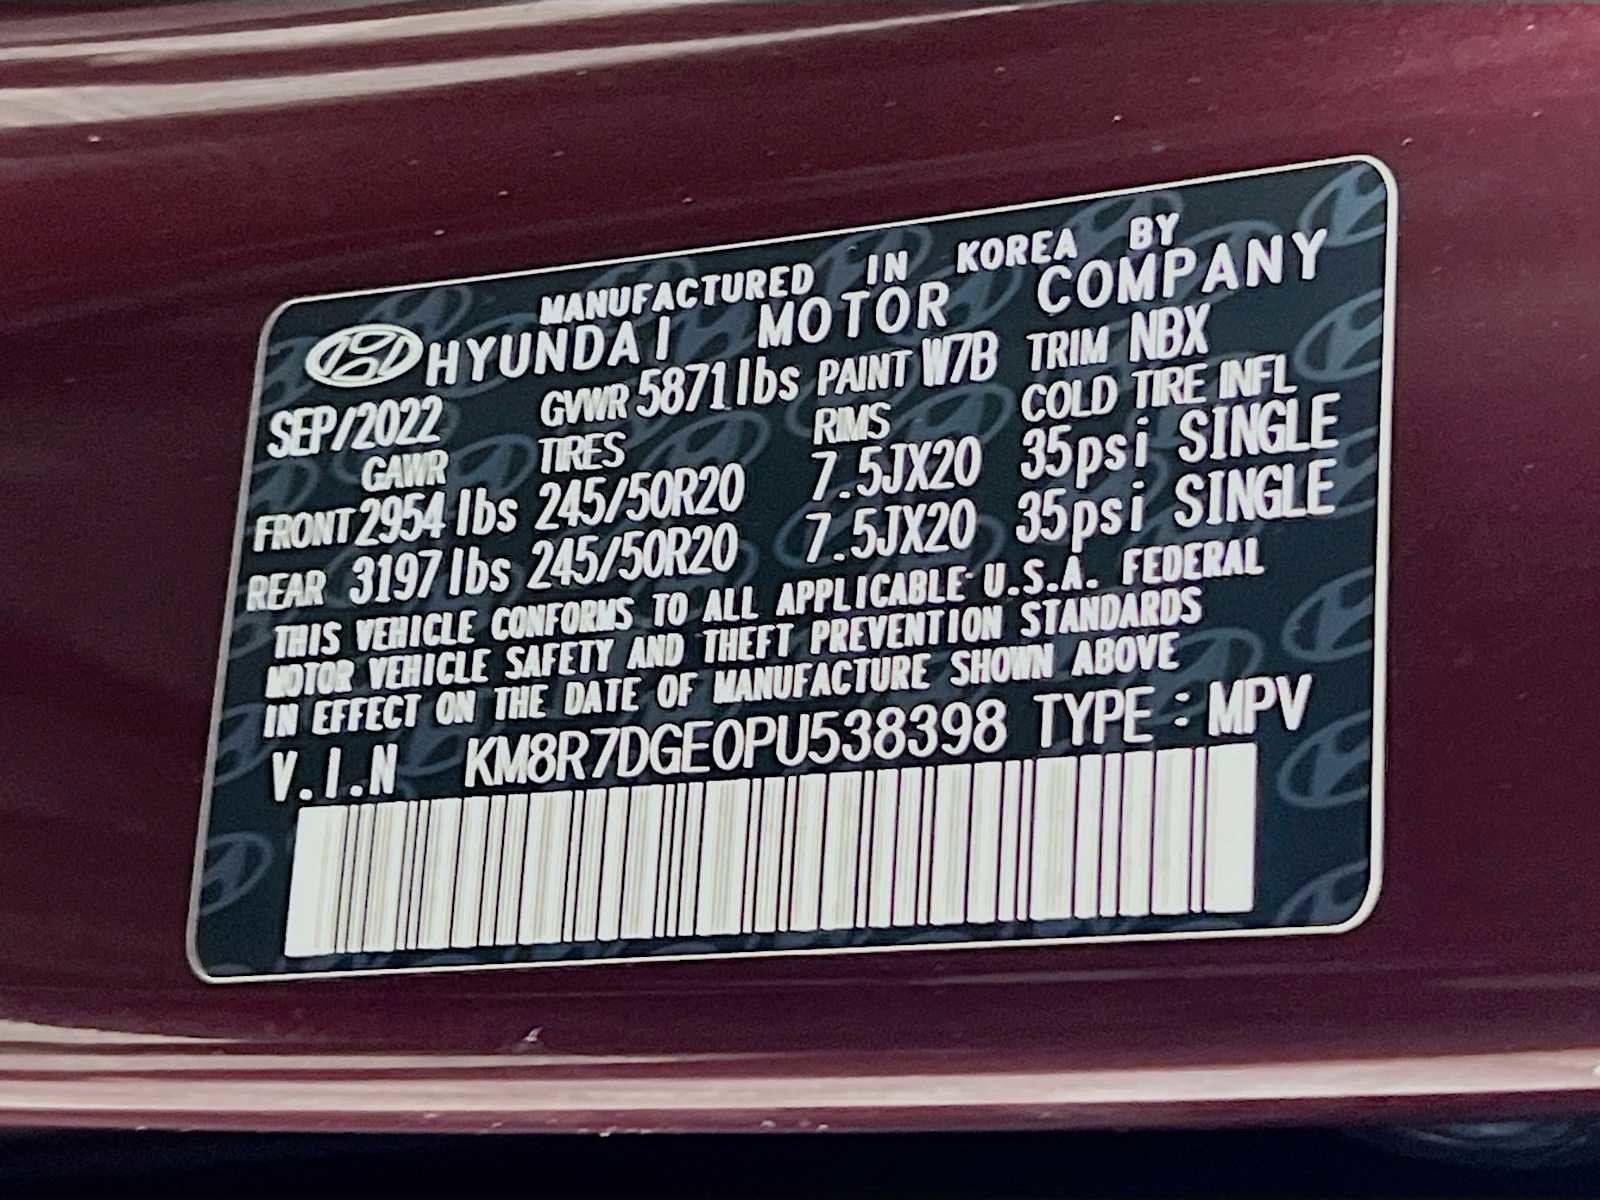 MANUFACTURED IN KOREA BY
HYUNDAI MOTOR COMPANY
SEP/2022 GVWR 5871lbs PAINT W7B TRIM NBX
GAWR TIRES RIMS COLD TIRE INFL
FRONT 2954 lbs 245/50R20 7.5JX20 35psi SINGLE
REAR 3197 lbs 245/50R20 7.5JX20 35psi SINGLE
THIS VEHICLE CONFORMS TO ALL APPLICABLE U.S.A. FEDERAL
MOTOR VEHICLE SAFETY AND THEFT PREVENTION STANDARDS
IN EFFECT ON THE DATE OF MANUFACTURE SHOWN ABOVE
V.I.N KM8R7DGE0PU538398 TYPE : MPV